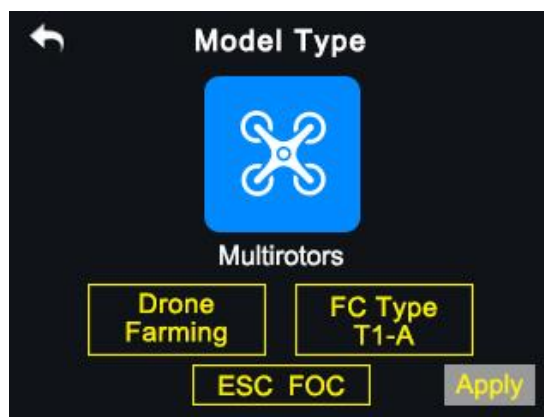 Model Type
Multirotors
Drone
Farming
FC Type
T1-A
ESC FOC
Apply